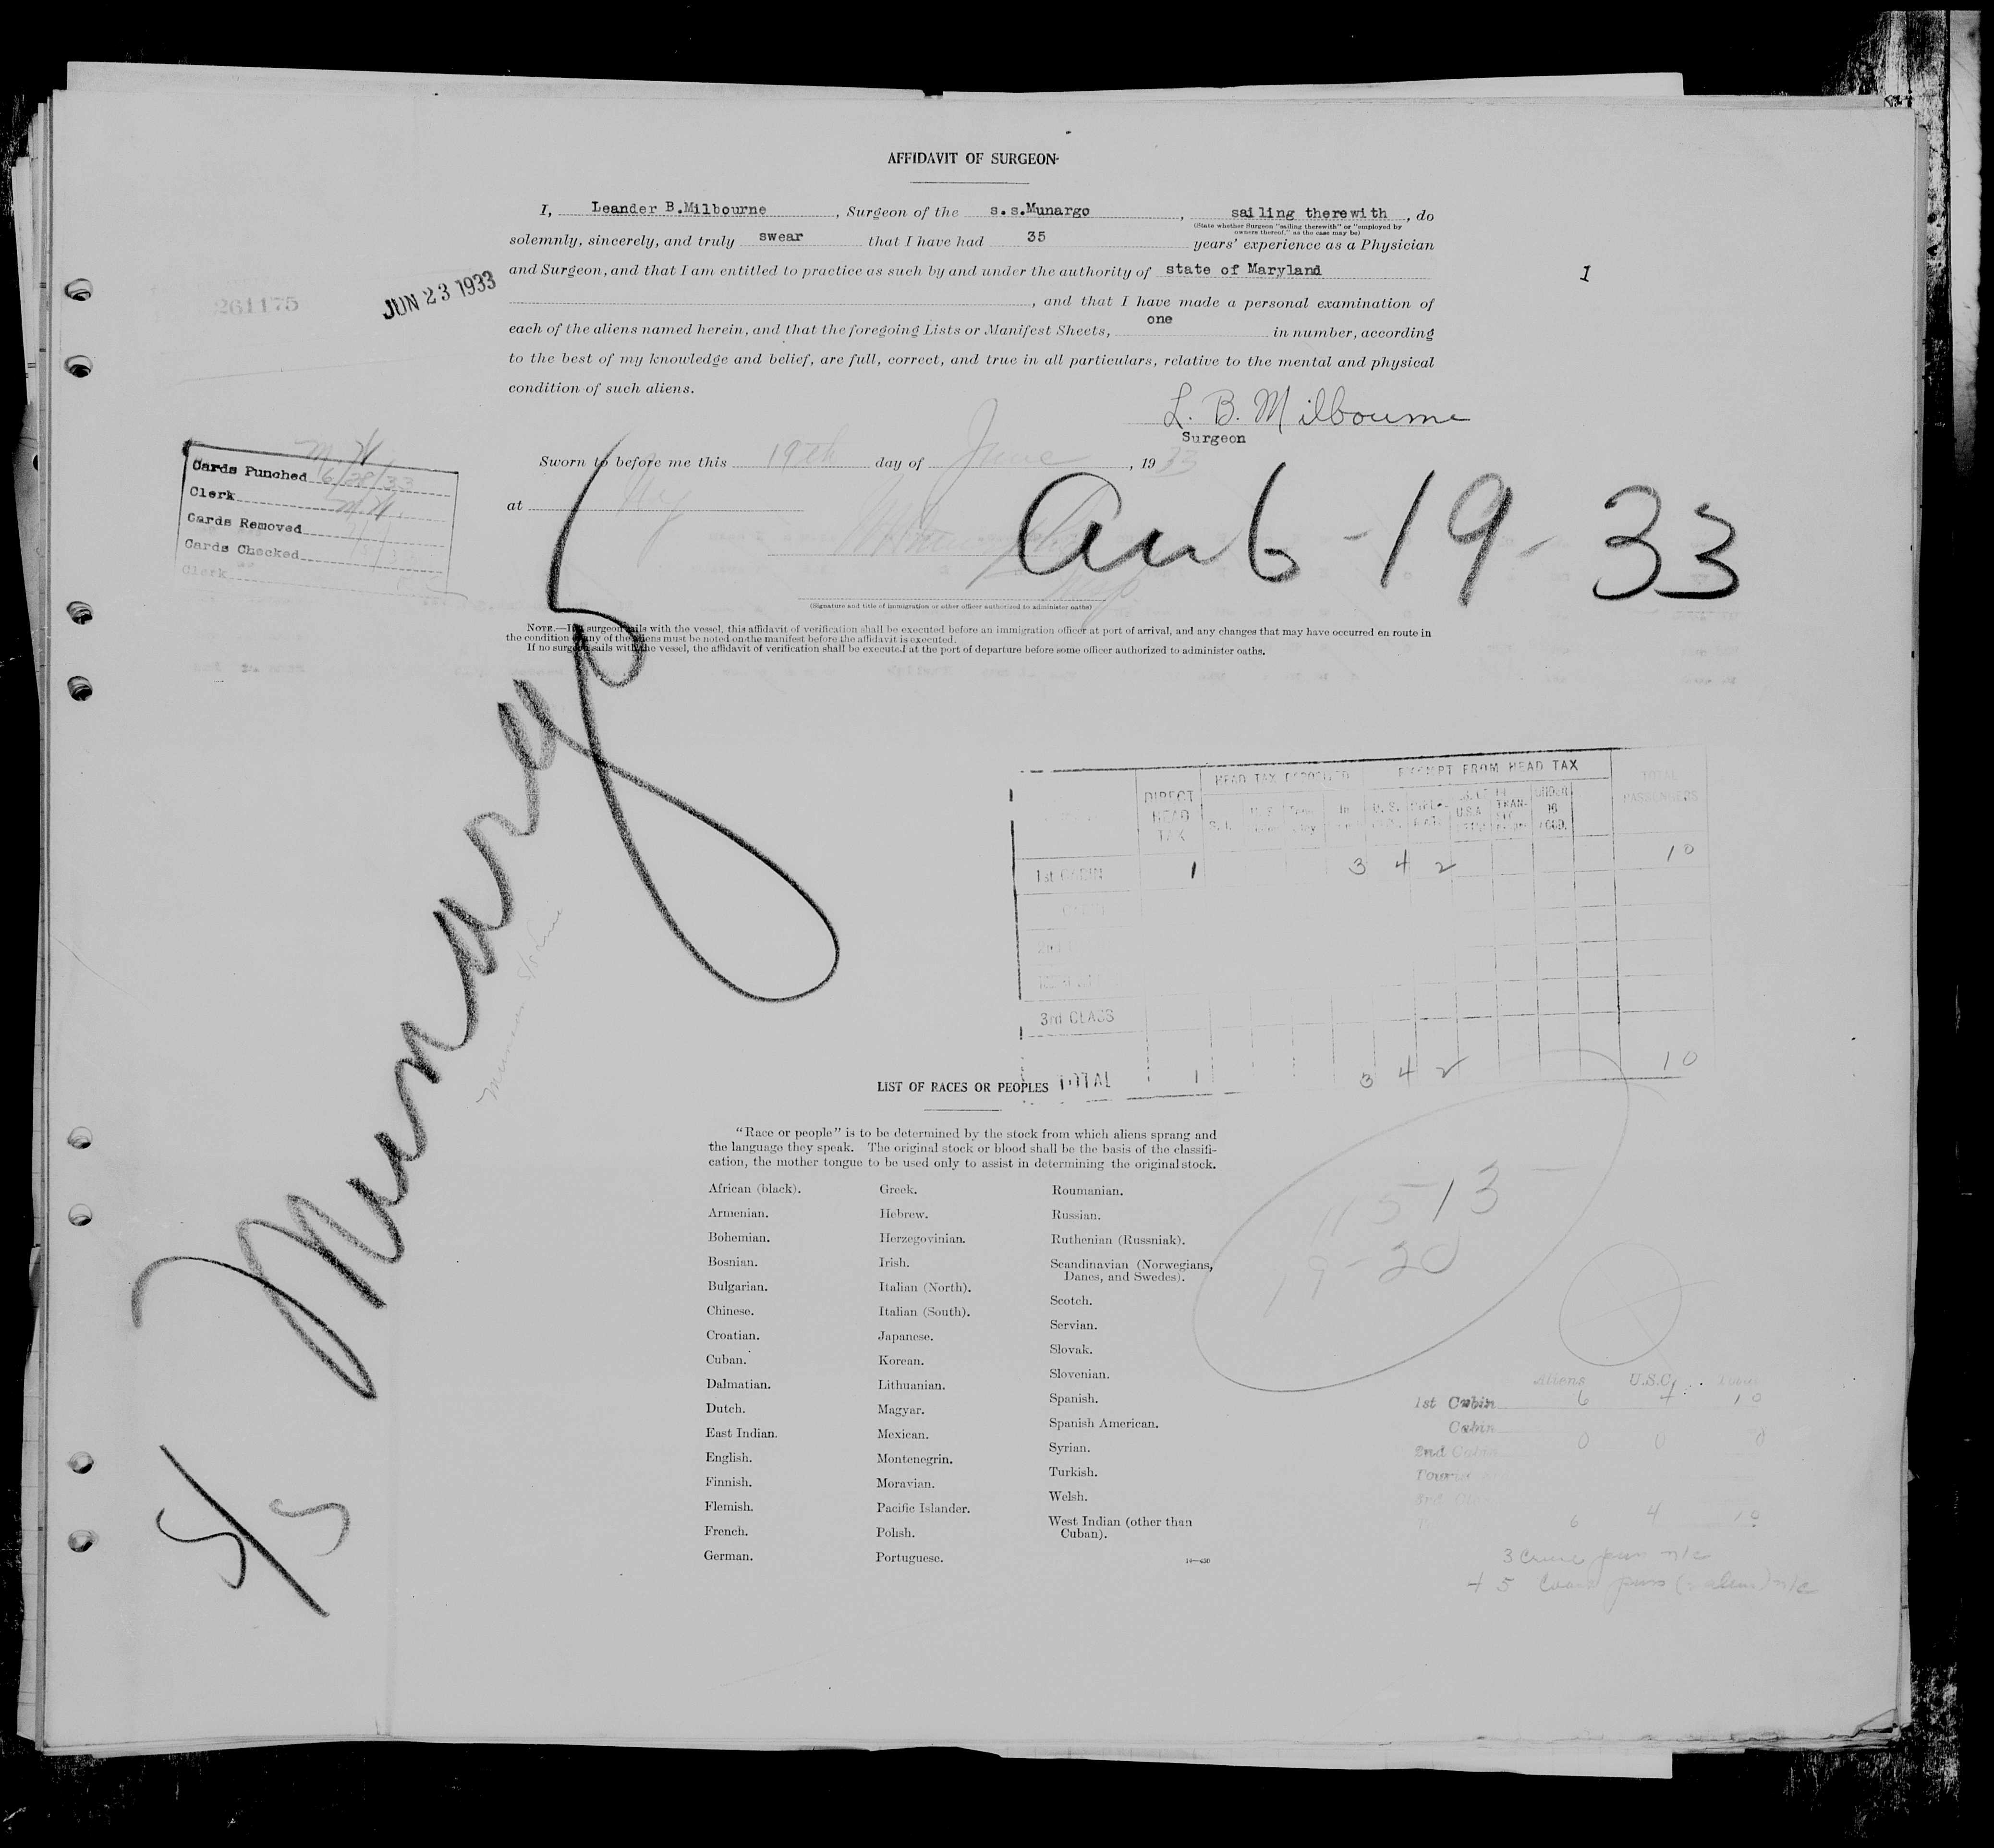 AFFIDAVIT OF SURGEON
I, Leander B.Milbourne, Surgeon of the s.s.Munargo, sailing therewith, do
(State whether Surgeon "sailing therewith" or "employed by
owners thereof," as the case may be)
solemnly, sincerely, and truly swear that I have had 35 years' experience as a Physician
and Surgeon, and that I am entitled to practice as such by and under the authority of state of Maryland
, and that I have made a personal examination of
each of the aliens named herein, and that the foregoing Lists or Manifest Sheets, one in number, according
to the best of my knowledge and belief, are full, correct, and true in all particulars, relative to the mental and physical
condition of such aliens.
1
261175
JUN 23 1933
L. B. Milbourne
Surgeon
Sworn to before me this 19th day of June, 1933
at NY
Cards Punched 6/28/33
Clerk M.H.
Cards Removed
Cards Checked
Clerk
Arr 6-19-33
(Signature and title of immigration or other officer authorized to administer oaths)
NOTE.—If a surgeon sails with the vessel, this affidavit of verification shall be executed before an immigration officer at port of arrival, and any changes that may have occurred en route in
the condition of any of the aliens must be noted on the manifest before the affidavit is executed.
If no surgeon sails with the vessel, the affidavit of verification shall be executed at the port of departure before some officer authorized to administer oaths.
S/S Munargo
Munson S/S Line
HEAD TAX DEPOSITED EXEMPT FROM HEAD TAX
DIRECT HEAD TAX
TOTAL PASSENGERS
1st CABIN 1 3 4 2 10
3rd CLASS
TOTAL 1 3 4 2 10
LIST OF RACES OR PEOPLES
"Race or people" is to be determined by the stock from which aliens sprang and
the language they speak. The original stock or blood shall be the basis of the classifi-
cation, the mother tongue to be used only to assist in determining the original stock.
African (black).
Armenian.
Bohemian.
Bosnian.
Bulgarian.
Chinese.
Croatian.
Cuban.
Dalmatian.
Dutch.
East Indian.
English.
Finnish.
Flemish.
French.
German.
Greek.
Hebrew.
Herzegovinian.
Irish.
Italian (North).
Italian (South).
Japanese.
Korean.
Lithuanian.
Magyar.
Mexican.
Montenegrin.
Moravian.
Pacific Islander.
Polish.
Portuguese.
Roumanian.
Russian.
Ruthenian (Russniak).
Scandinavian (Norwegians,
Danes, and Swedes).
Scotch.
Servian.
Slovak.
Slovenian.
Spanish.
Spanish American.
Syrian.
Turkish.
Welsh.
West Indian (other than
Cuban).
11513
19-20
Aliens U.S.C. Total
1st Cabin 6 4 10
Cabin
2nd Cabin 0 0 0
Tourist
6 4 10